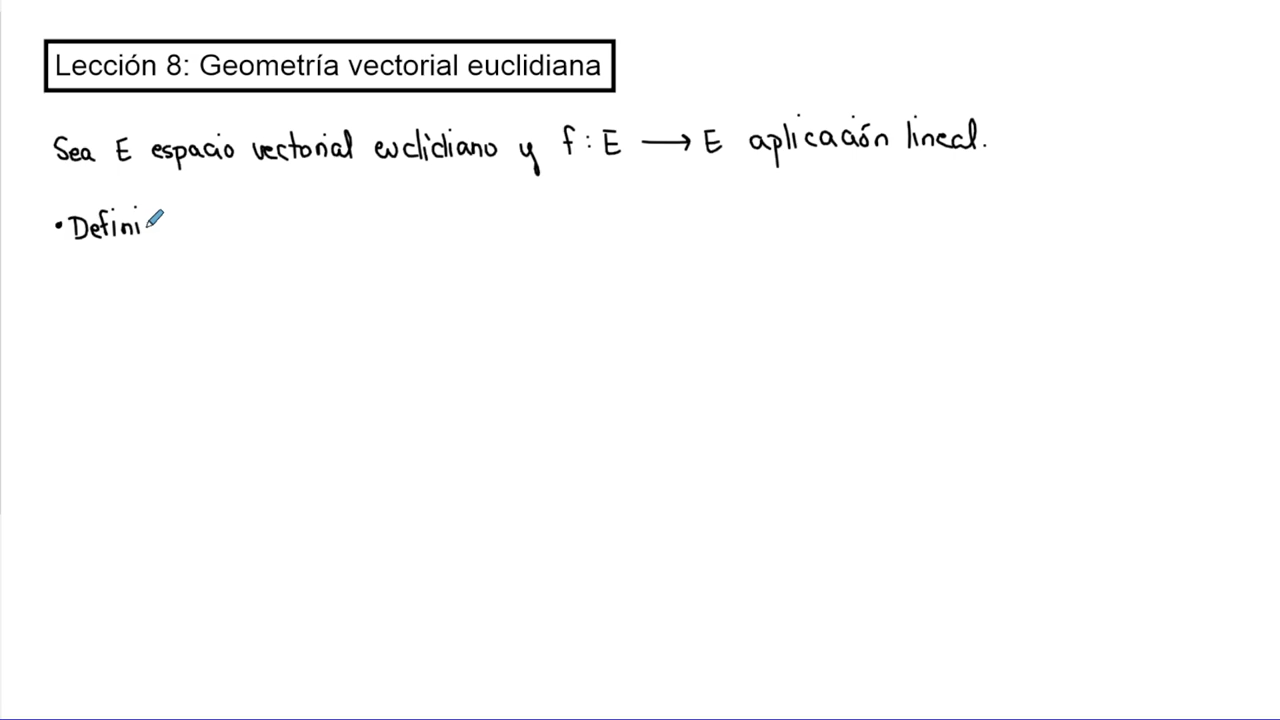 Lección 8: Geometría vectorial euclidiana
Sea E espacio vectorial euclidiano y f : E ⟶ E aplicación lineal.
• Defini